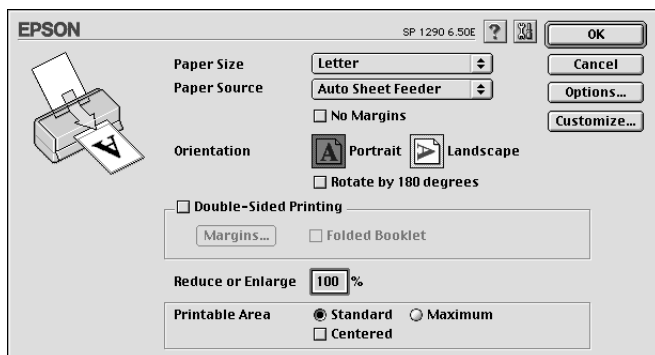 EPSON
SP 1290 6.50E
?
OK
Paper Size
Letter
Cancel
Paper Source
Auto Sheet Feeder
Options...
No Margins
Customize...
Orientation
A
Portrait
A
Landscape
Rotate by 180 degrees
Double-Sided Printing
Margins...
Folded Booklet
Reduce or Enlarge
100
%
Printable Area
Standard
Maximum
Centered
A